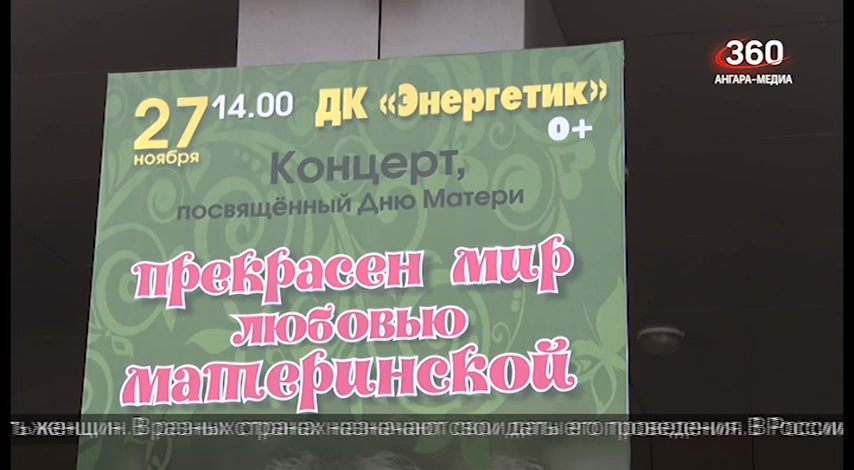 360
АНГАРА-МЕДИА
27 14.00 ДК «Энергетик»
ноября 0+
Концерт,
посвящённый Дню Матери
прекрасен мир
любовью
материнской
женщин. В разных странах назначают свои даты его проведения. В России